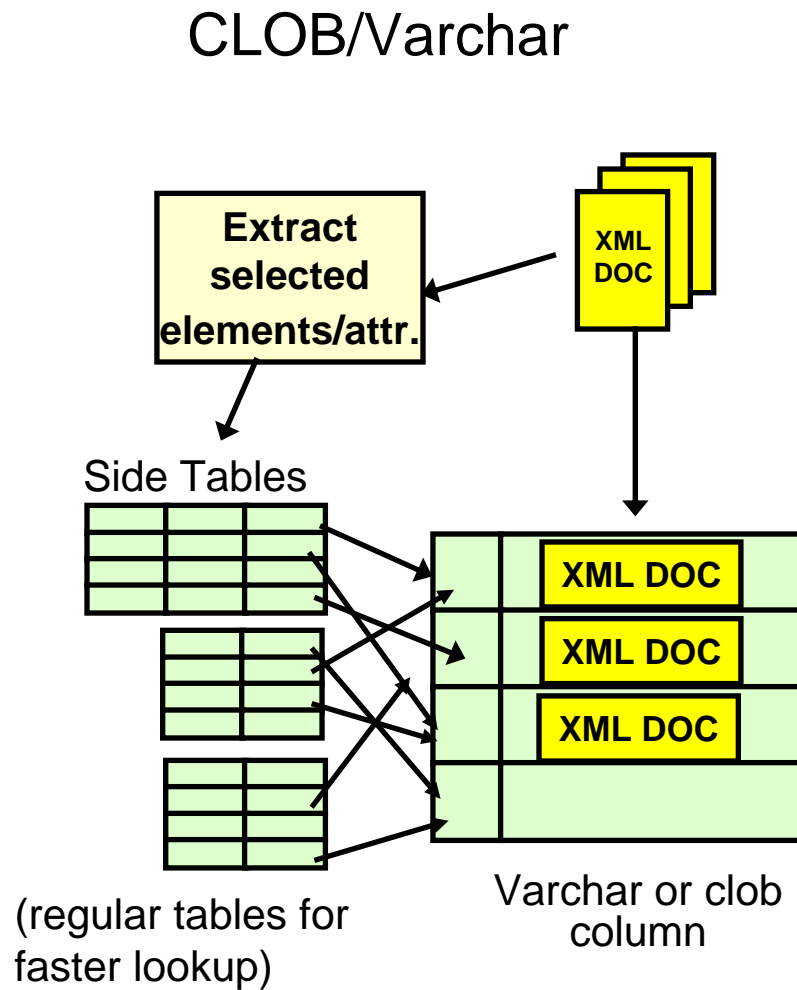 CLOB/Varchar
Extract
selected
elements/attr.
XML
DOC
Side Tables
XML DOC
XML DOC
XML DOC
(regular tables for
faster lookup)
Varchar or clob
column